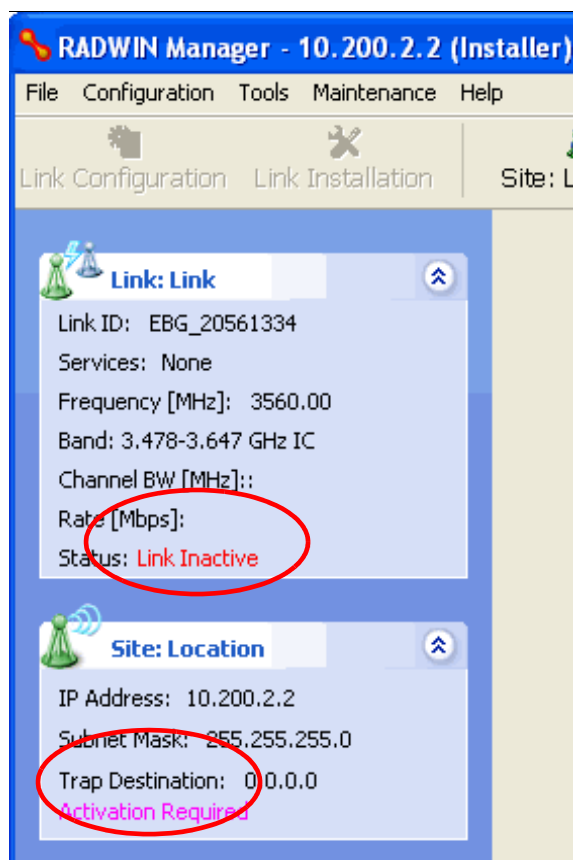 RADWIN Manager - 10.200.2.2 (Installer)
File Configuration Tools Maintenance Help
Link Configuration Link Installation Site: L
Link: Link
Link ID: EBG_20561334
Services: None
Frequency [MHz]: 3560.00
Band: 3.478-3.647 GHz IC
Channel BW [MHz]::
Rate [Mbps]:
Status: Link Inactive
Site: Location
IP Address: 10.200.2.2
Subnet Mask: 255.255.255.0
Trap Destination: 0.0.0.0
Activation Required